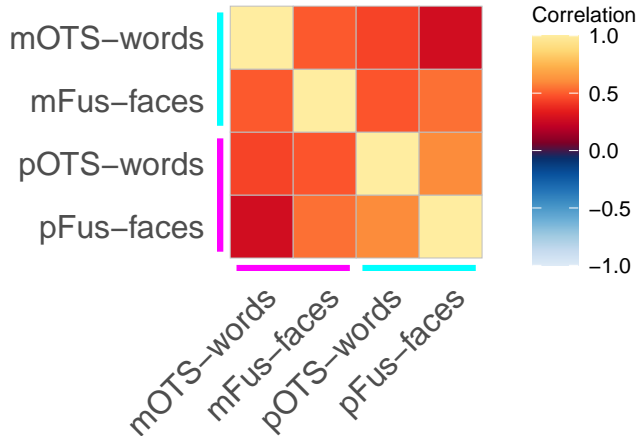 Correlation
mOTS−words
mFus−faces
pOTS−words
pFus−faces
1.0
0.5
0.0
−0.5
−1.0
mOTS−words
mFus−faces
pOTS−words
pFus−faces